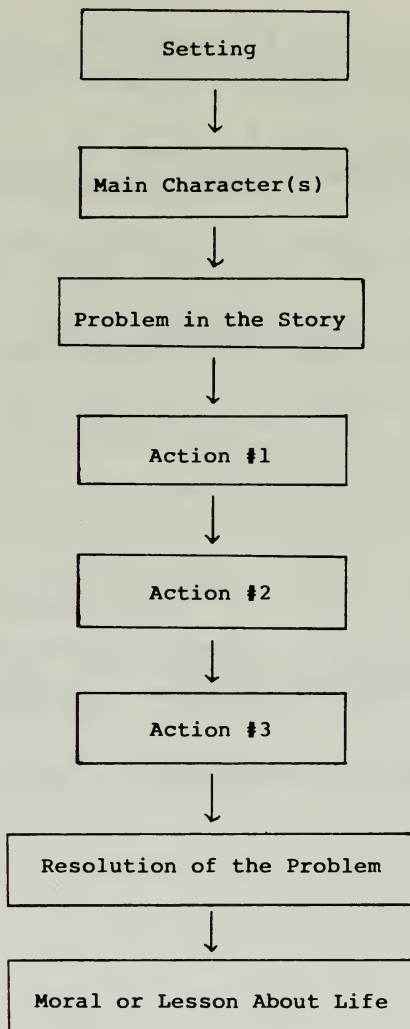 Setting
Main Character(s)
Problem in the Story
Action #1
Action #2
Action #3
Resolution of the Problem
Moral or Lesson About Life